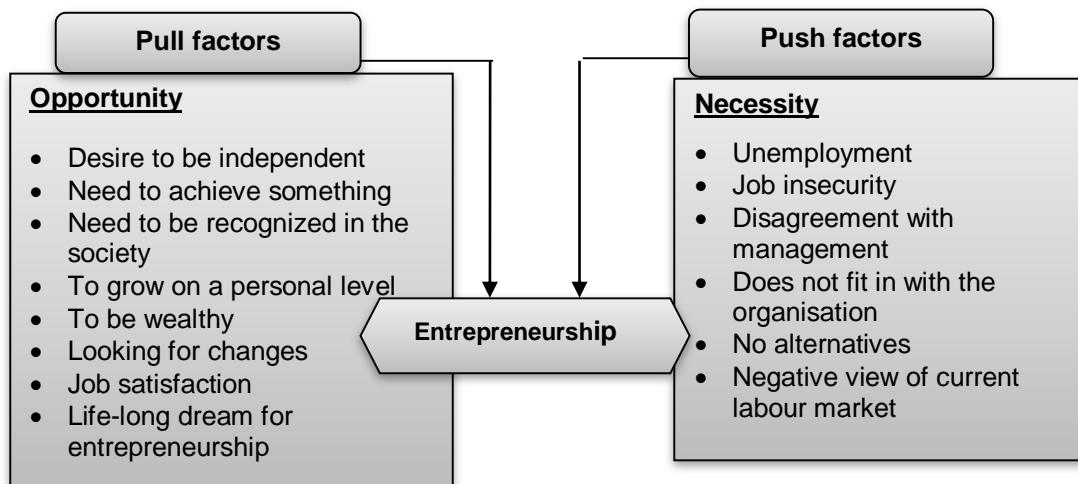 Pull factors
Opportunity
• Desire to be independent
• Need to achieve something
• Need to be recognized in the
society
• To grow on a personal level
• To be wealthy
• Looking for changes
• Job satisfaction
• Life-long dream for
entrepreneurship
Entrepreneurship
Push factors
Necessity
• Unemployment
• Job insecurity
• Disagreement with
management
• Does not fit in with the
organisation
• No alternatives
• Negative view of current
labour market